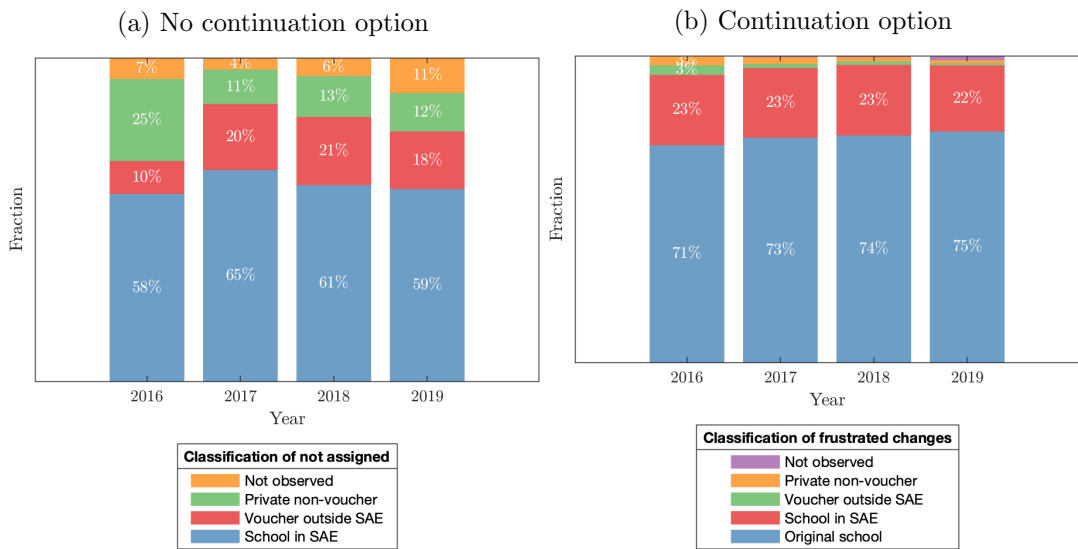 (a) No continuation option
7%
4%
6%
11%
25%
11%
13%
12%
10%
20%
21%
18%
58%
65%
61%
59%
Fraction
2016
2017
2018
2019
Year
Classification of not assigned
Not observed
Private non-voucher
Voucher outside SAE
School in SAE
(b) Continuation option
3%
3%
23%
23%
23%
22%
71%
73%
74%
75%
Fraction
2016
2017
2018
2019
Year
Classification of frustrated changes
Not observed
Private non-voucher
Voucher outside SAE
School in SAE
Original school